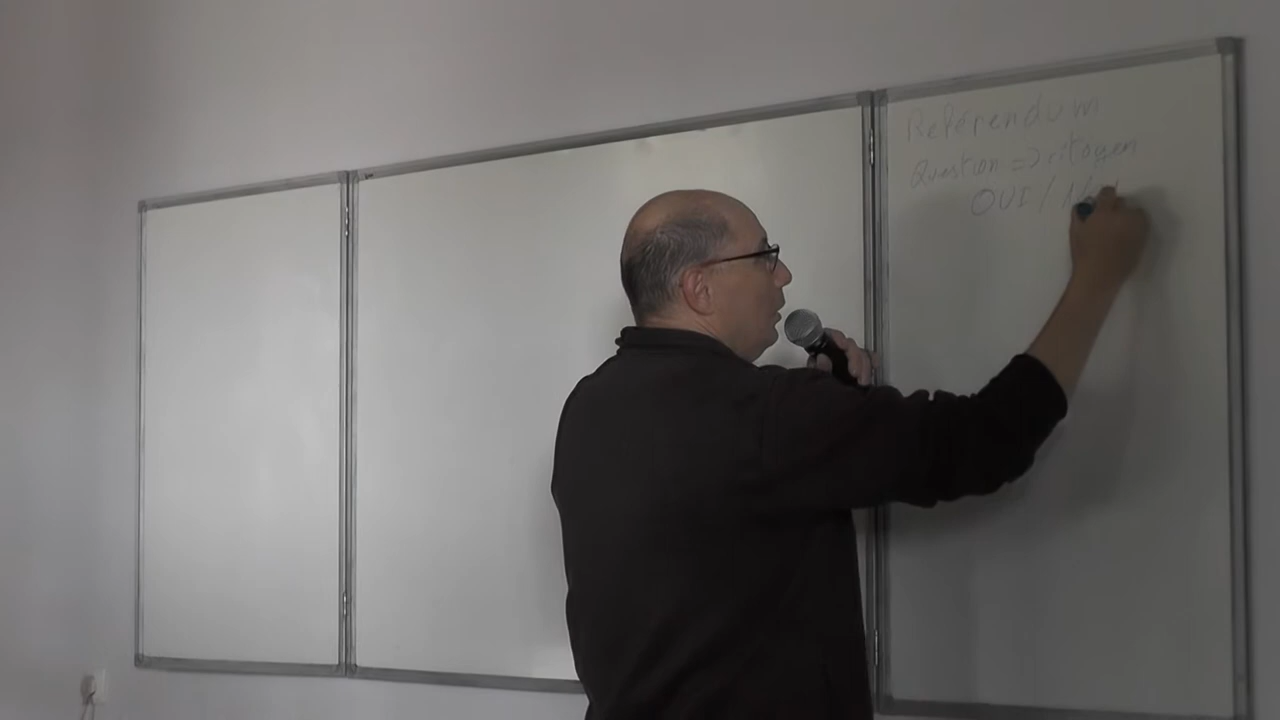 Référendum
Question => citoyen
OUI /